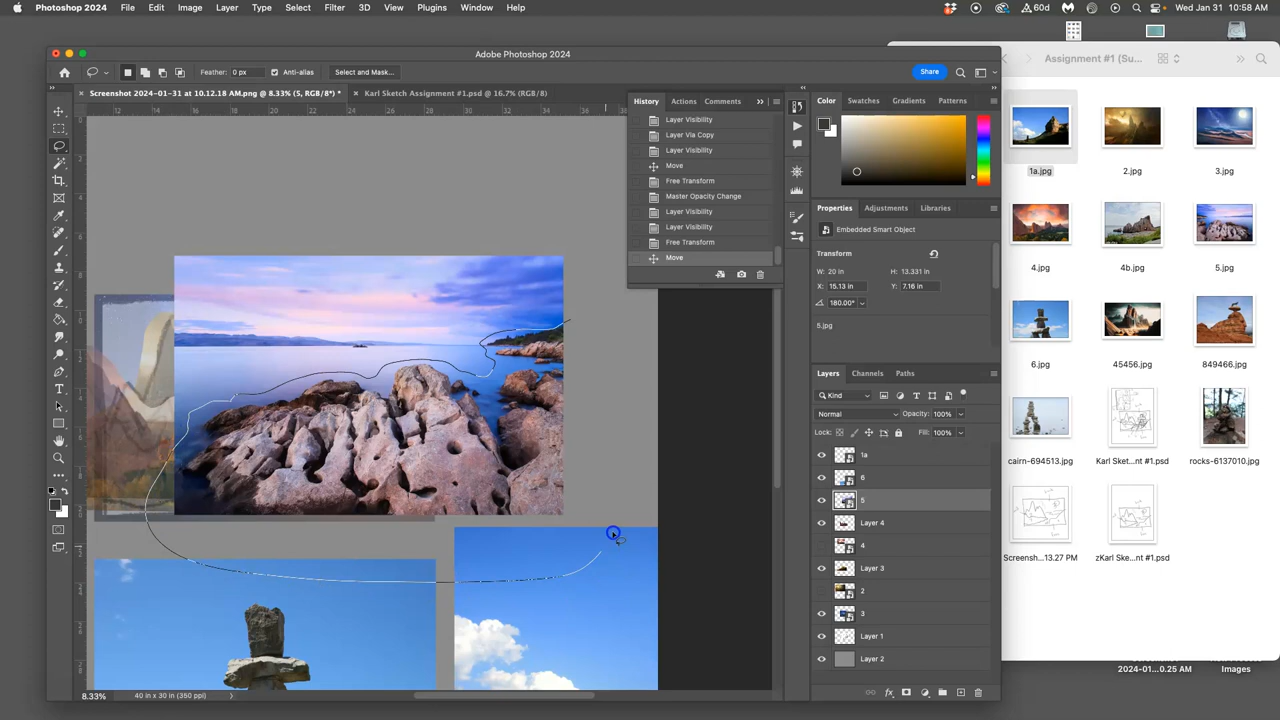 Photoshop 2024 File Edit Image Layer Type Select Filter 3D View Plugins Window Help 60d Wed Jan 31 10:58 AM
Adobe Photoshop 2024
Feather: 0 px Anti-alias Select and Mask... Share
Screenshot 2024-01-31 at 10.12.18 AM.png @ 8.33% (5, RGB/8*) * Karl Sketch Assignment #1.psd @ 16.7% (RGB/8)
History Actions Comments
Layer Visibility
Layer Via Copy
Layer Visibility
Move
Free Transform
Master Opacity Change
Layer Visibility
Layer Visibility
Free Transform
Move
Color Swatches Gradients Patterns
Properties Adjustments Libraries
Embedded Smart Object
Transform
W: 20 in H: 13.331 in
X: 15.13 in Y: 7.16 in
180.00°
5.jpg
Layers Channels Paths
Kind
Normal Opacity: 100%
Lock: Fill: 100%
1a
6
5
Layer 4
4
Layer 3
2
3
Layer 1
Layer 2
8.33% 40 in x 30 in (350 ppi)
Assignment #1 (Su...
1a.jpg 2.jpg 3.jpg
4.jpg 4b.jpg 5.jpg
6.jpg 45456.jpg 849466.jpg
cairn-694513.jpg Karl Sket...nt #1.psd rocks-6137010.jpg
Screensh...13.27 PM zKarl Ske...nt #1.psd
2024-01...0.25 AM Images